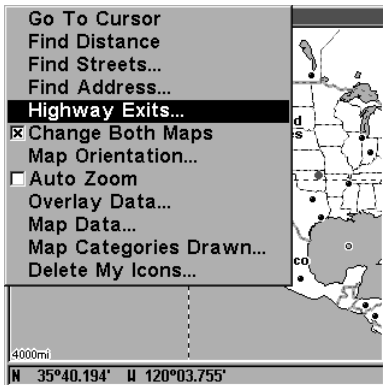 Go To Cursor
Find Distance
Find Streets...
Find Address...
Highway Exits...
Change Both Maps
Map Orientation...
Auto Zoom
Overlay Data...
Map Data...
Map Categories Drawn...
Delete My Icons...
d
s
co
4000mi
N 35°40.194' W 120°03.755'